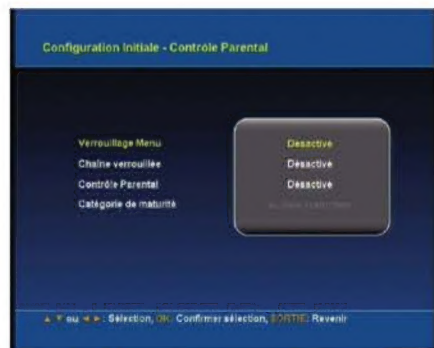 Configuration Initiale - Contrôle Parental
Verrouillage Menu Désactivé
Chaîne verrouillée Désactivé
Contrôle Parental Désactivé
Catégorie de maturité
▲ ▼ ou ◄ ►: Sélection, OK: Confirmer sélection, SORTIE: Revenir